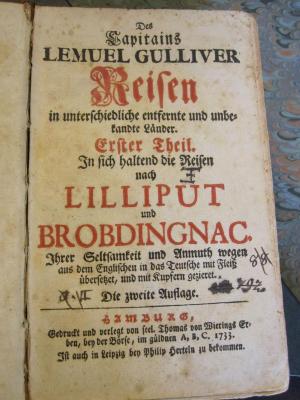 Des
Capitains
LEMUEL GULLIVER
Reisen
in unterschiedliche entfernte und unbe-
kandte Länder.
Erster Theil.
In sich haltend die Reisen
nach
LILLIPUT
und
BROBDINGNAC.
Ihrer Seltsamkeit und Anmuth wegen
aus dem Englischen in das Teutsche mit Fleiß
übersetzet, und mit Kupfern gezieret.
Die zweite Auflage.
HAMBURG,
Gedruckt und verlegt von seel. Thomas von Wierings Er-
ben, bey der Börse, im güldnen A, B, C. 1733.
Ist auch in Leipzig bey Philip Herteln zu bekommen.